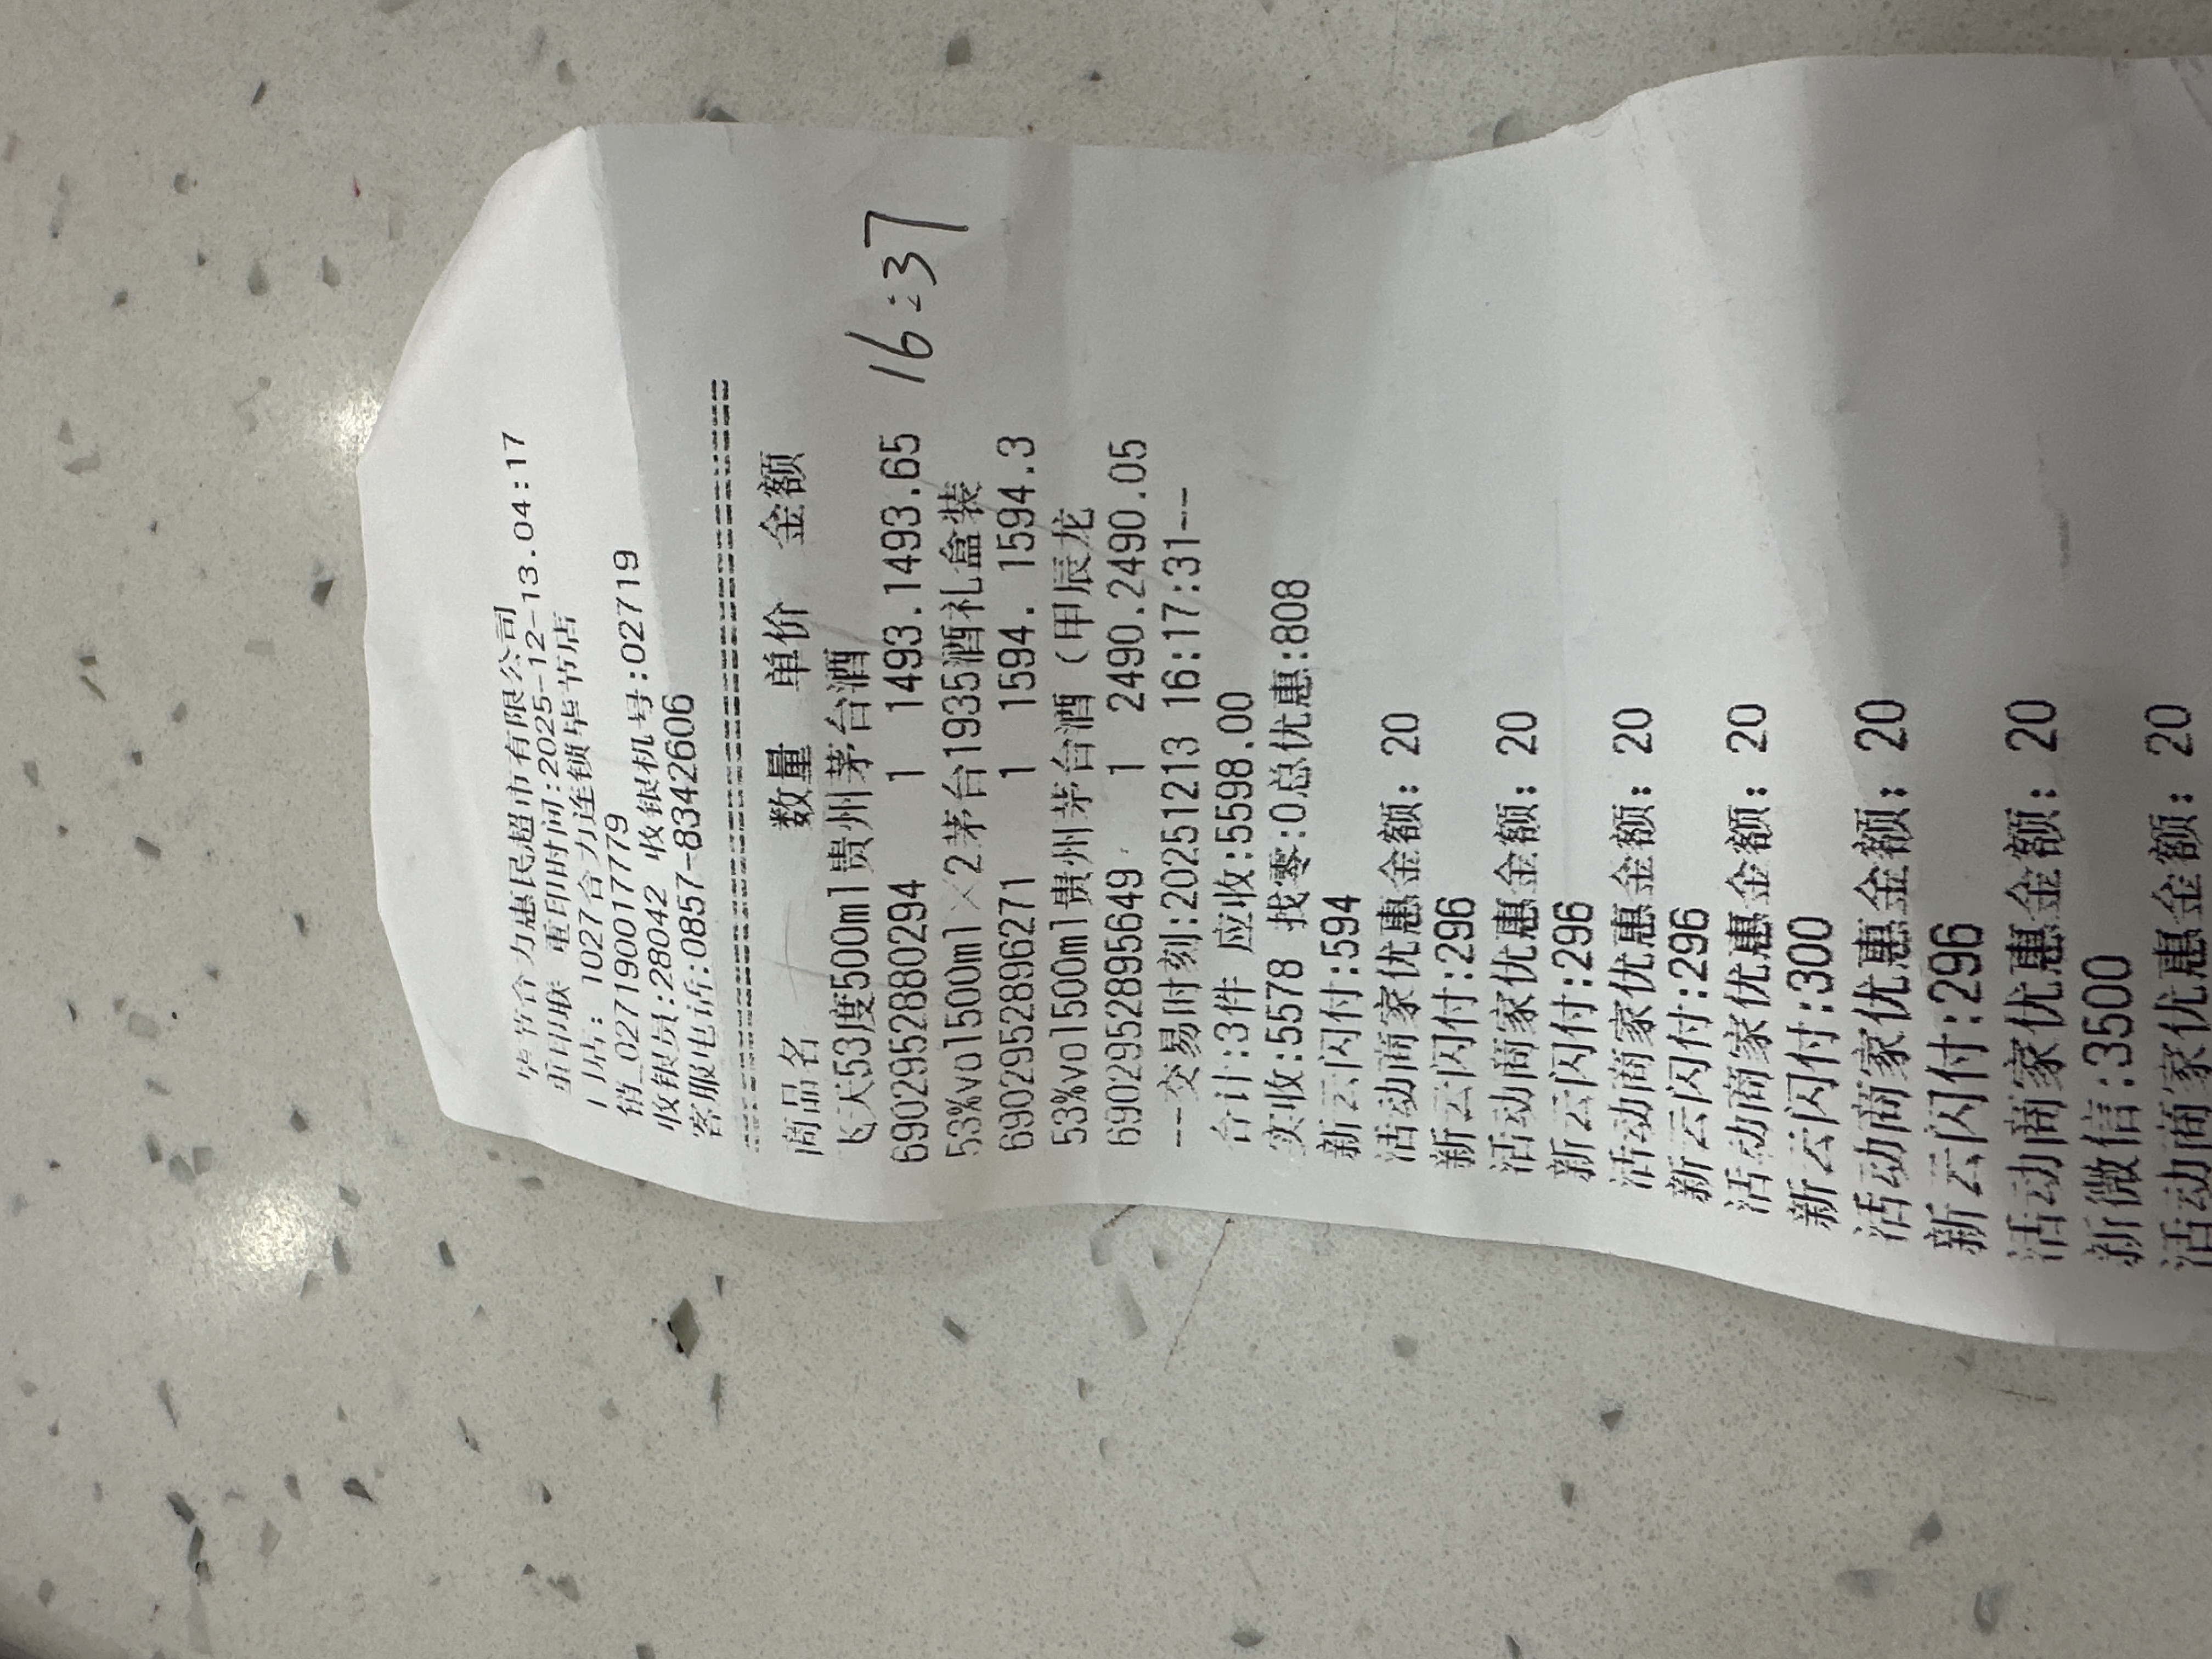 毕节合力惠民超市有限公司
重印联 重印时间:2025-12-13.04:17
门店: 1027合力连锁毕节店
销_027190017779
收银员:28042 收银机号:02719
客服电话:0857-8342606
商品名 数量 单价 金额
飞天53度500ml贵州茅台酒
6902952880294 1 1493.1493.65
16:37
53%vol500ml×2茅台1935酒礼盒装
6902952896271 1 1594. 1594.3
53%vol500ml贵州茅台酒（甲辰龙
6902952895649 1 2490.2490.05
--交易时刻:20251213 16:17:31--
合计:3件 应收:5598.00
实收:5578 找零:0总优惠:808
新云闪付:594
活动商家优惠金额: 20
新云闪付:296
活动商家优惠金额: 20
新云闪付:296
活动商家优惠金额: 20
新云闪付:296
活动商家优惠金额: 20
新云闪付:300
活动商家优惠金额: 20
新云闪付:296
活动商家优惠金额: 20
新微信:3500
活动商家优惠金额: 20